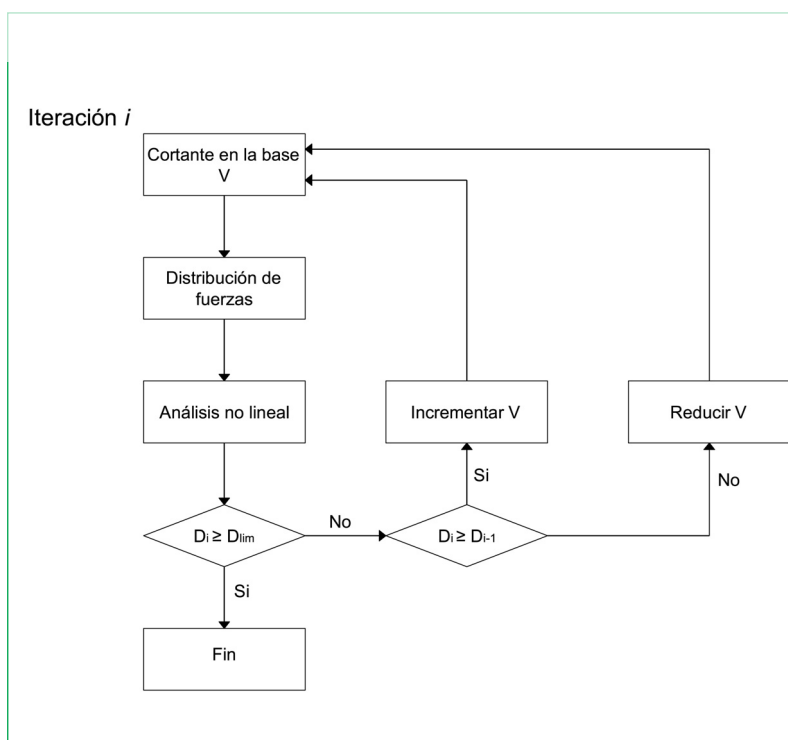 Iteración i
Cortante en la base
V
Distribución de
fuerzas
Análisis no lineal
Incrementar V
Reducir V
Si
No
No
Di ≥ Dlim
Di ≥ Di-1
Si
Fin